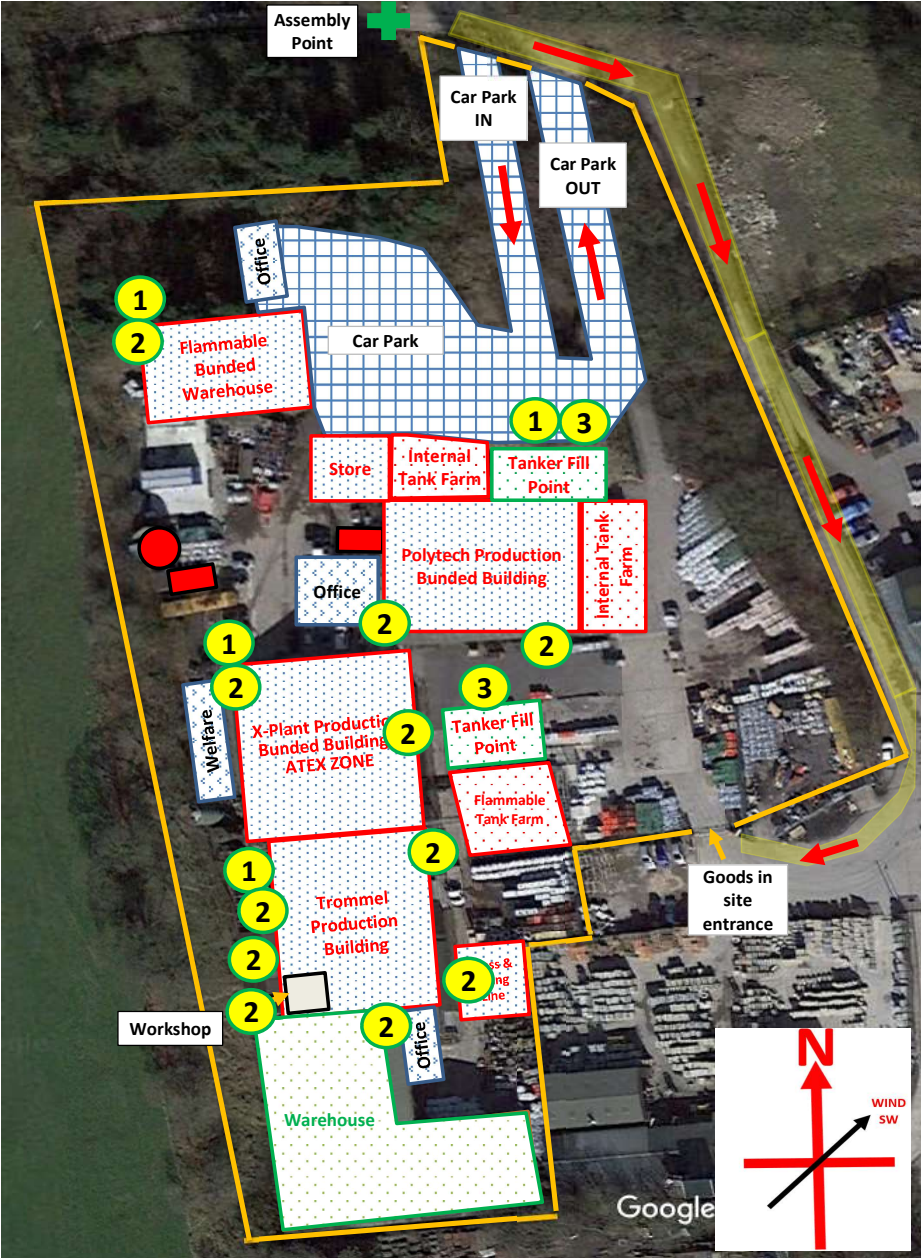 Assembly
Point
Car Park
IN
Car Park
OUT
Office
1
2
Flammable
Bunded
Warehouse
Car Park
1
3
Store
Internal
Tank Farm
Tanker Fill
Point
Polytech Production
Bunded Building
Internal Tank
Farm
Office
2
2
1
2
3
Welfare
X-Plant Productio
Bunded Building
ATEX ZONE
2
Tanker Fill
Point
Flammable
Tank Farm
2
1
2
2
2
Trommel
Production
Building
Goods in
site
entrance
2
Workshop
2
Office
Warehouse
Google
N
WIND
SW